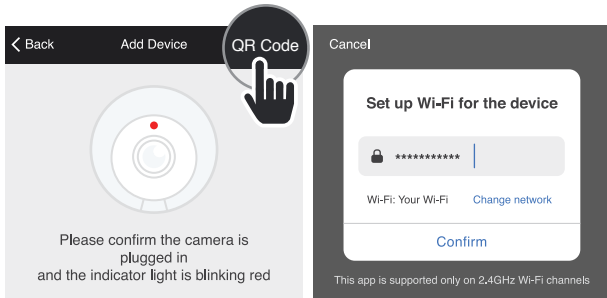 Back Add Device QR Code
Please confirm the camera is
plugged in
and the indicator light is blinking red
Cancel
Set up Wi-Fi for the device
***********
Wi-Fi: Your Wi-Fi Change network
Confirm
This app is supported only on 2.4GHz Wi-Fi channels